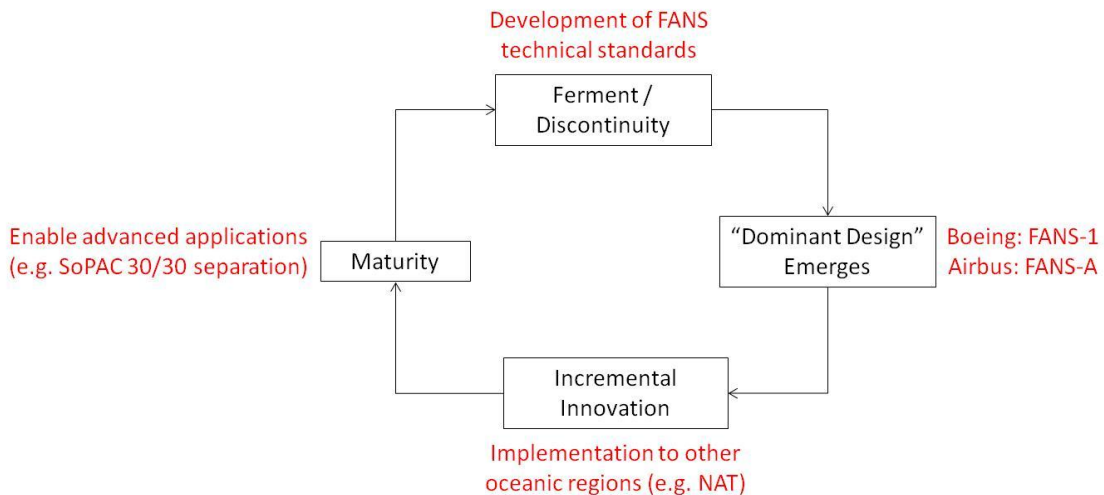 Development of FANS
technical standards
Ferment /
Discontinuity
Enable advanced applications
(e.g. SoPAC 30/30 separation)
Maturity
“Dominant Design”
Emerges
Boeing: FANS-1
Airbus: FANS-A
Incremental
Innovation
Implementation to other
oceanic regions (e.g. NAT)